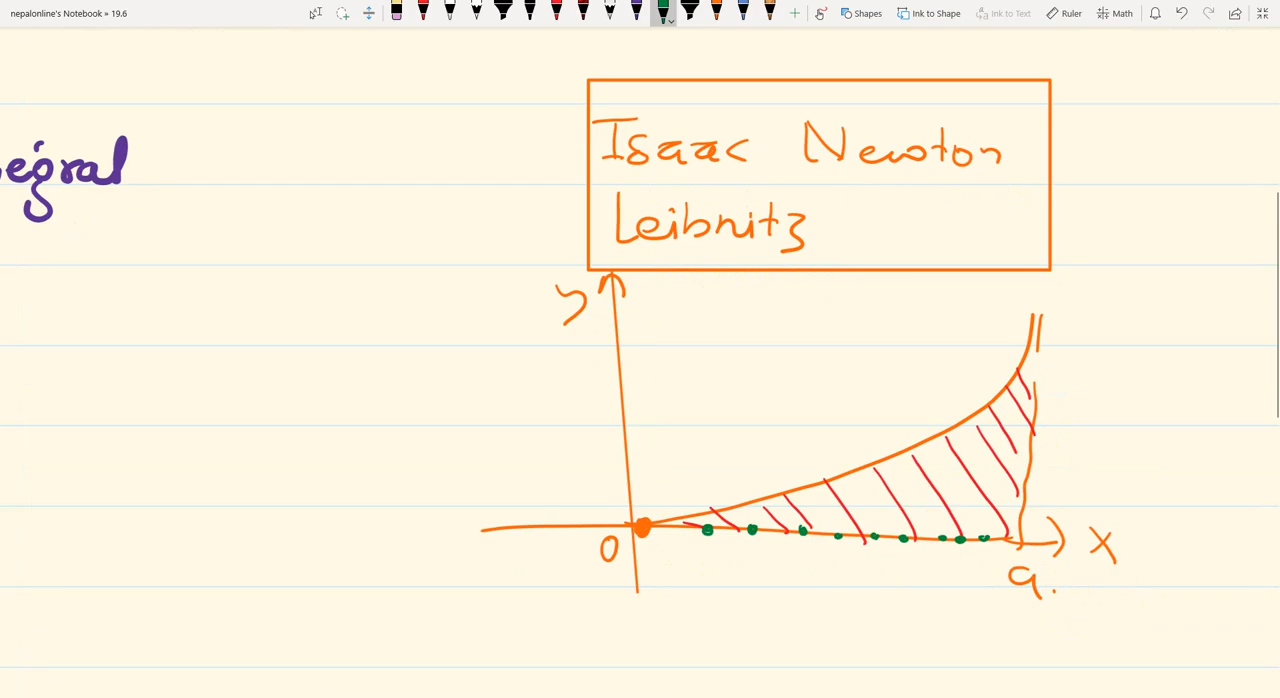 nepalonline's Notebook » 19.6
Shapes Ink to Shape Ink to Text Ruler Math
Isaac Newton
egral
Leibnitz
y
0
X
a.